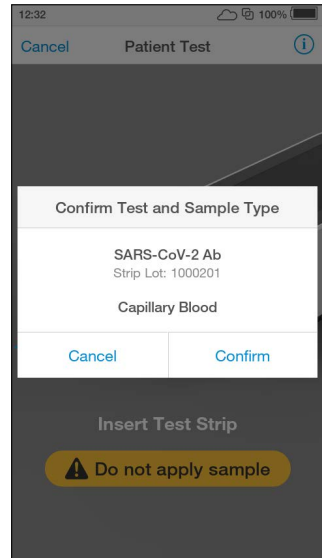 12:32 100%
Cancel Patient Test
Confirm Test and Sample Type
SARS-CoV-2 Ab
Strip Lot: 1000201
Capillary Blood
Cancel Confirm
Insert Test Strip
Do not apply sample